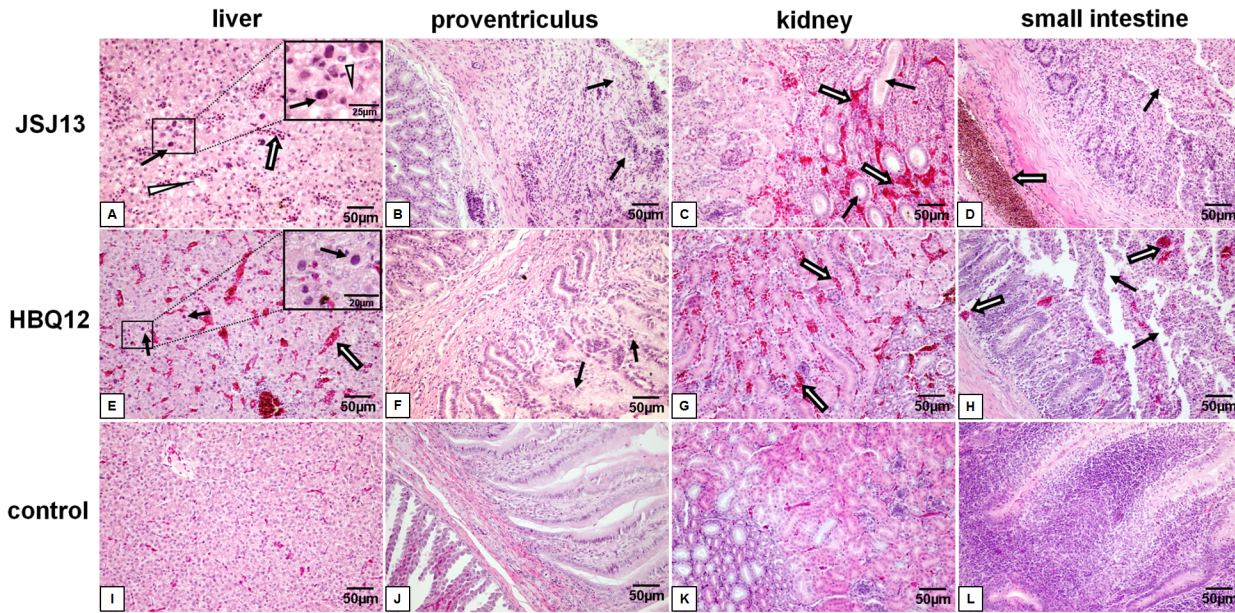 liver proventriculus kidney small intestine
JSJ13
25μm
50μm
A
50μm
B
50μm
C
50μm
D
HBQ12
20μm
50μm
E
50μm
F
50μm
G
50μm
H
control
50μm
I
50μm
J
50μm
K
50μm
L